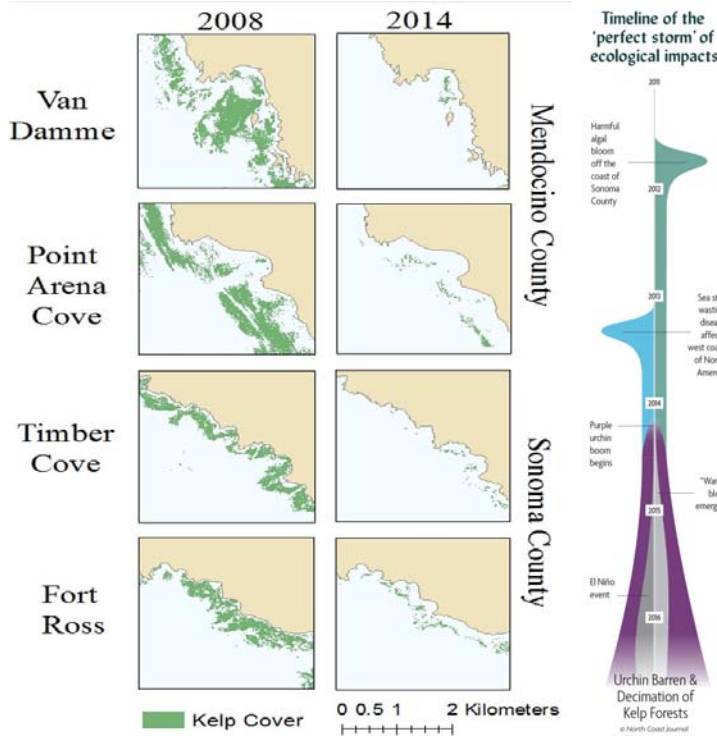 2008
2014
Van
Damme
Point
Arena
Cove
Mendocino County
Timber
Cove
Fort
Ross
Sonoma County
Kelp Cover
0 0.5 1 2 Kilometers
Timeline of the
'perfect storm' of
ecological impacts
2011
Harmful
algal
bloom
off the
coast of
Sonoma
County
2012
2013
Sea st
wasti
disea
affec
west coa
of Nor
Amer
2014
Purple
urchin
boom
begins
"War
blo
emerg
2015
El Niño
event
2016
Urchin Barren &
Decimation of
Kelp Forests
© North Coast Journal